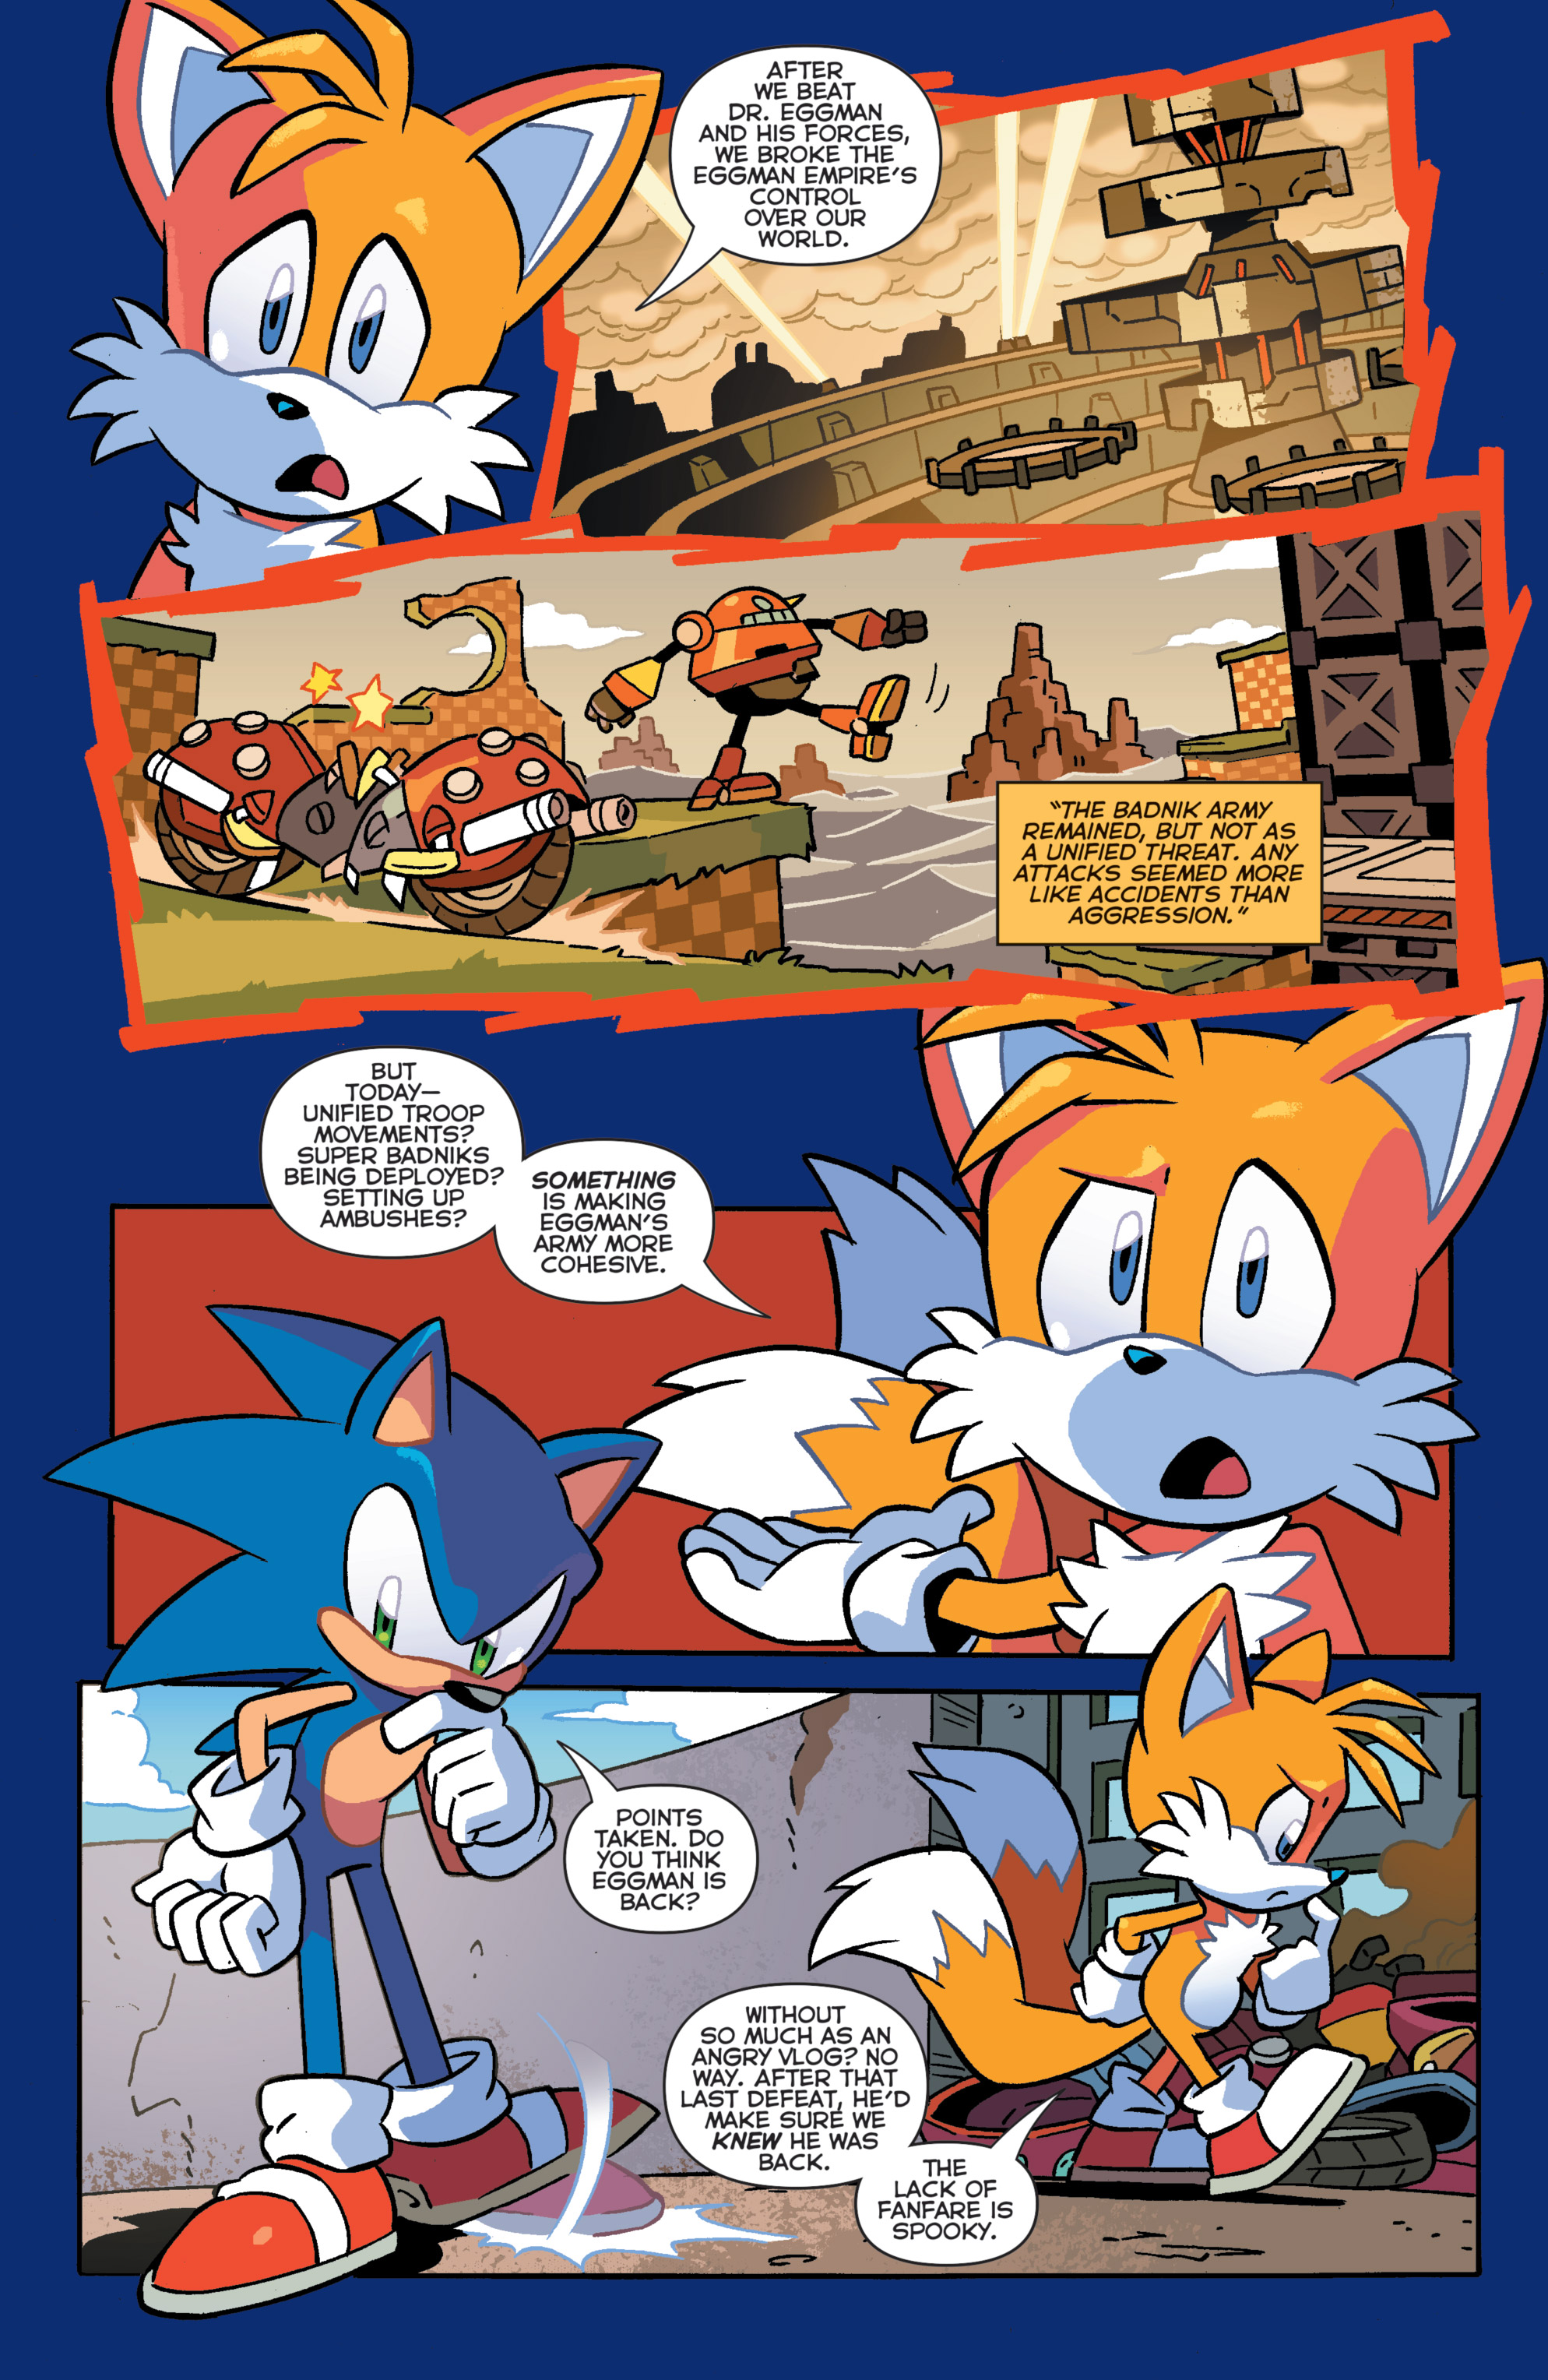 AFTER
WE BEAT
DR. EGGMAN
AND HIS FORCES,
WE BROKE THE
EGGMAN EMPIRE'S
CONTROL
OVER OUR
WORLD.
"THE BADNIK ARMY
REMAINED, BUT NOT AS
A UNIFIED THREAT. ANY
ATTACKS SEEMED MORE
LIKE ACCIDENTS THAN
AGGRESSION."
BUT
TODAY—
UNIFIED TROOP
MOVEMENTS?
SUPER BADNIKS
BEING DEPLOYED?
SETTING UP
AMBUSHES?
SOMETHING
IS MAKING
EGGMAN'S
ARMY MORE
COHESIVE.
POINTS
TAKEN. DO
YOU THINK
EGGMAN IS
BACK?
WITHOUT
SO MUCH AS AN
ANGRY VLOG? NO
WAY. AFTER THAT
LAST DEFEAT, HE'D
MAKE SURE WE
KNEW HE WAS
BACK.
THE
LACK OF
FANFARE IS
SPOOKY.